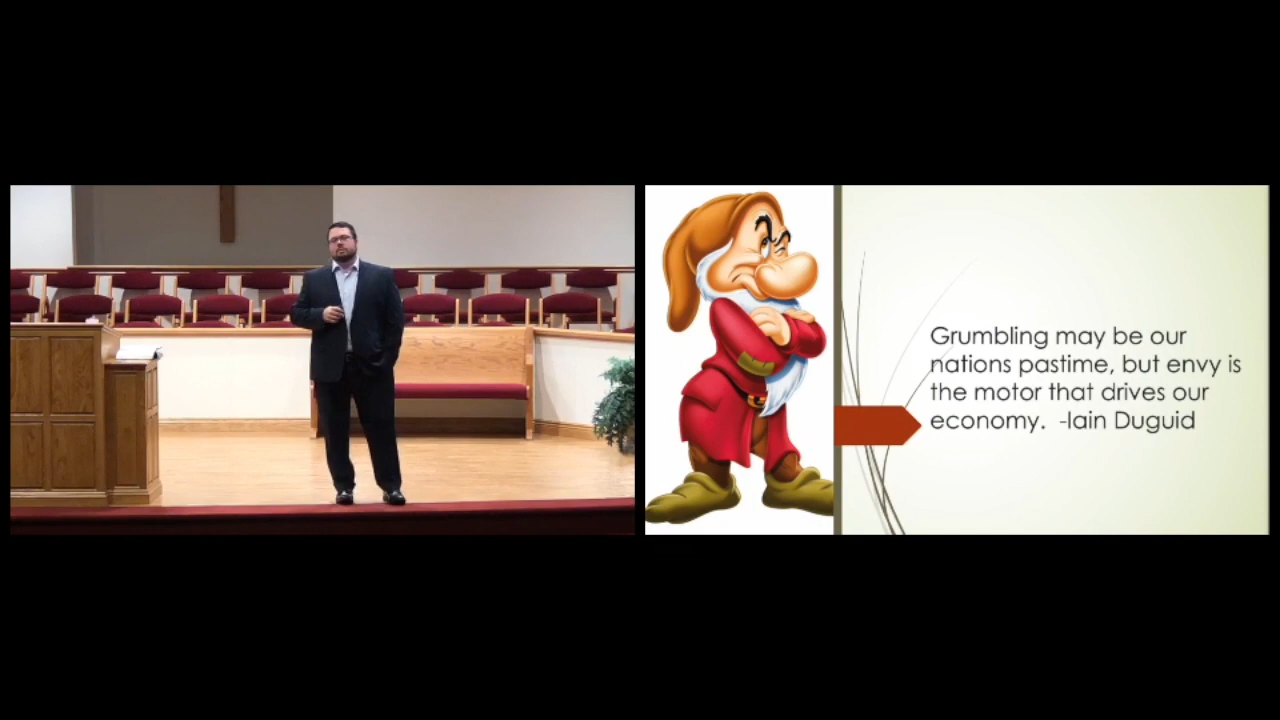 Grumbling may be our
nations pastime, but envy is
the motor that drives our
economy.  -Iain Duguid